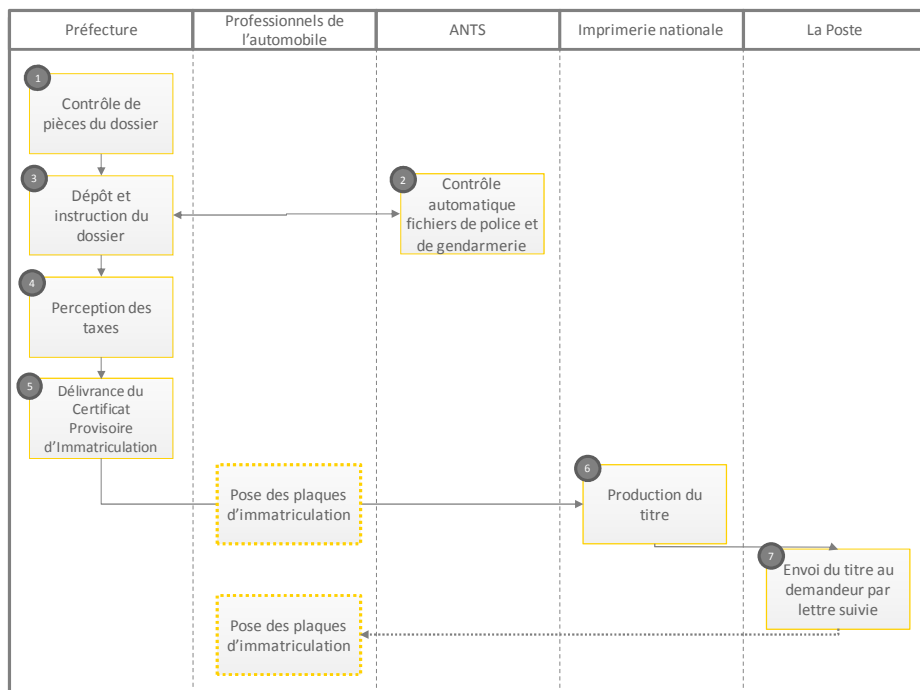 Préfecture
Professionnels de
l'automobile
ANTS
Imprimerie nationale
La Poste
1
Contrôle de
pièces du dossier
3
Dépôt et
instruction du
dossier
2
Contrôle
automatique
fichiers de police et
de gendarmerie
4
Perception des
taxes
5
Délivrance du
Certificat
Provisoire
d'Immatriculation
Pose des plaques
d'immatriculation
6
Production du
titre
7
Envoi du titre au
demandeur par
lettre suivie
Pose des plaques
d'immatriculation